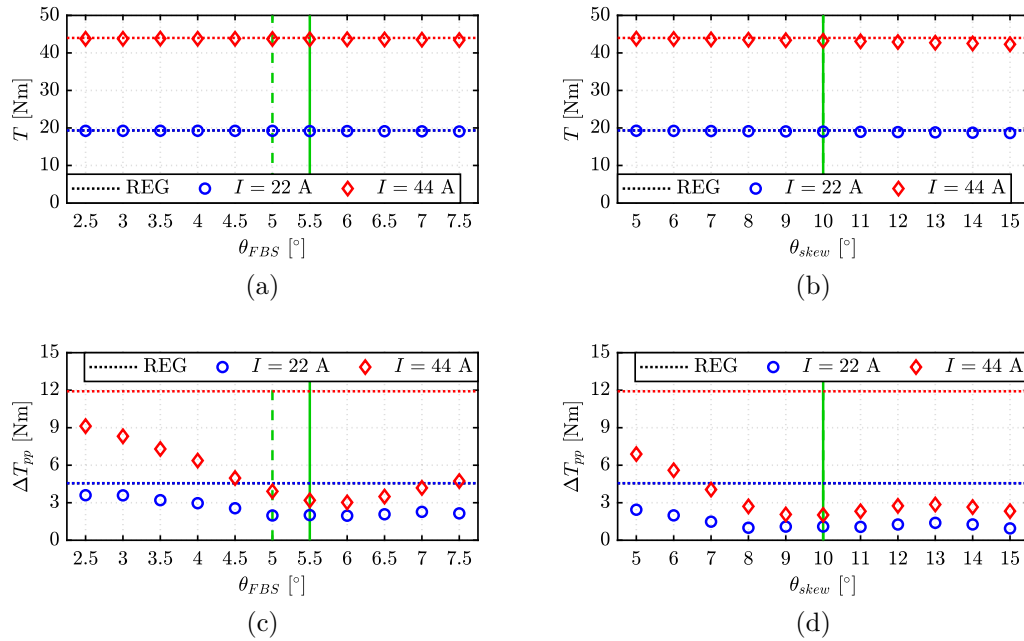 50
40
30
20
10
0
T [Nm]
REG I = 22 A I = 44 A
2.5 3 3.5 4 4.5 5 5.5 6 6.5 7 7.5
θ_FBS [°]
(a)
50
40
30
20
10
0
T [Nm]
REG I = 22 A I = 44 A
5 6 7 8 9 10 11 12 13 14 15
θ_skew [°]
(b)
15
12
9
6
3
0
ΔT_pp [Nm]
REG I = 22 A I = 44 A
2.5 3 3.5 4 4.5 5 5.5 6 6.5 7 7.5
θ_FBS [°]
(c)
15
12
9
6
3
0
ΔT_pp [Nm]
REG I = 22 A I = 44 A
5 6 7 8 9 10 11 12 13 14 15
θ_skew [°]
(d)